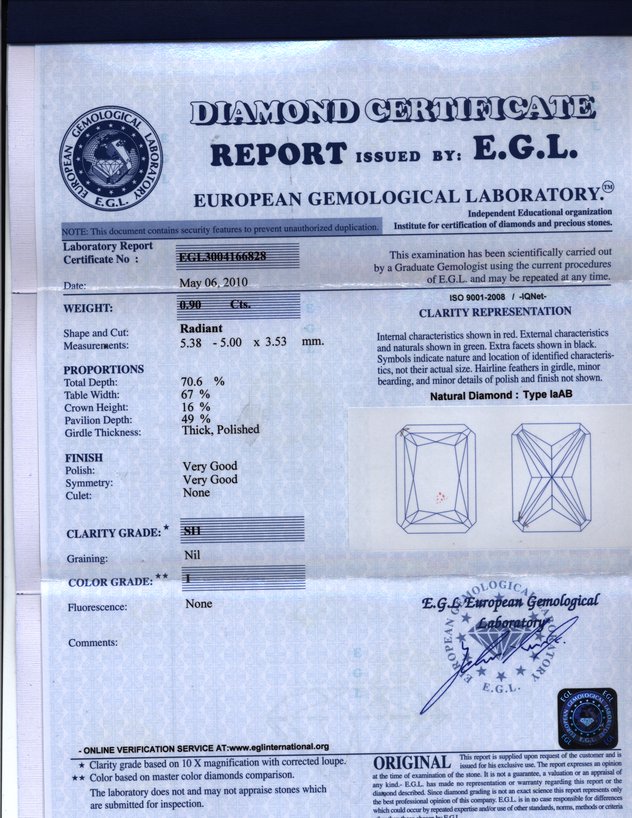 DIAMOND CERTIFICATE
REPORT ISSUED BY: E.G.L.
EUROPEAN GEMOLOGICAL LABORATORY.™
EUROPEAN GEMOLOGICAL LABORATORY
E.G.L.
Independent Educational organization
Institute for certification of diamonds and precious stones.
NOTE: This document contains security features to prevent unauthorized duplication.
Laboratory Report
Certificate No : EGL3004166828
Date: May 06, 2010
WEIGHT: 0.90 Cts.
Shape and Cut: Radiant
Measurements: 5.38 - 5.00 x 3.53 mm.
PROPORTIONS
Total Depth: 70.6 %
Table Width: 67 %
Crown Height: 16 %
Pavilion Depth: 49 %
Girdle Thickness: Thick, Polished
FINISH
Polish: Very Good
Symmetry: Very Good
Culet: None
CLARITY GRADE: * SI1
Graining: Nil
COLOR GRADE: ** I
Fluorescence: None
Comments:
This examination has been scientifically carried out
by a Graduate Gemologist using the current procedures
of E.G.L. and may be repeated at any time.
ISO 9001-2008 / -IQNet-
CLARITY REPRESENTATION
Internal characteristics shown in red. External characteristics
and naturals shown in green. Extra facets shown in black.
Symbols indicate nature and location of identified characteris-
tics, not their actual size. Hairline feathers in girdle, minor
bearding, and minor details of polish and finish not shown.
Natural Diamond : Type IaAB
E.G.L European Gemological
Laboratory
EUROPEAN GEMOLOGICAL LABORATORY
E.G.L.
EGL
EGL
EUROPEAN GEMOLOGICAL LABORATORY
EGL
EGL
- ONLINE VERIFICATION SERVICE AT:www.eglinternational.org
* Clarity grade based on 10 X magnification with corrected loupe.
** Color based on master color diamonds comparison.
The laboratory does not and may not appraise stones which
are submitted for inspection.
ORIGINAL This report is supplied upon request of the customer and is
issued for his exclusive use. The report expresses an opinion
at the time of examination of the stone. It is not a guarantee, a valuation or an appraisal of
any kind.- E.G.L. has made no representation or warranty regarding this report or the
diamond described. Since diamond grading is not an exact science this report represents only
the best professional opinion of this company. E.G.L. is in no case responsible for differences
which could occur by repeated expertise and/or use of other standards, norms, methods or criteria